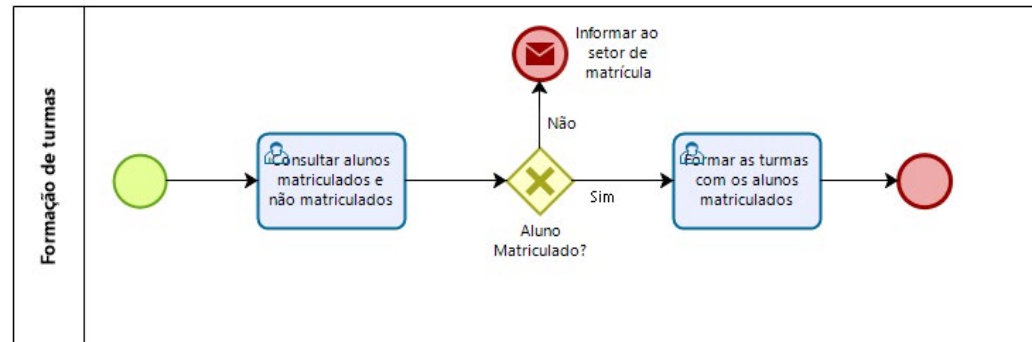 Formação de turmas
Consultar alunos
matriculados e
não matriculados
Aluno
Matriculado?
Não
Informar ao
setor de
matrícula
Sim
Formar as turmas
com os alunos
matriculados